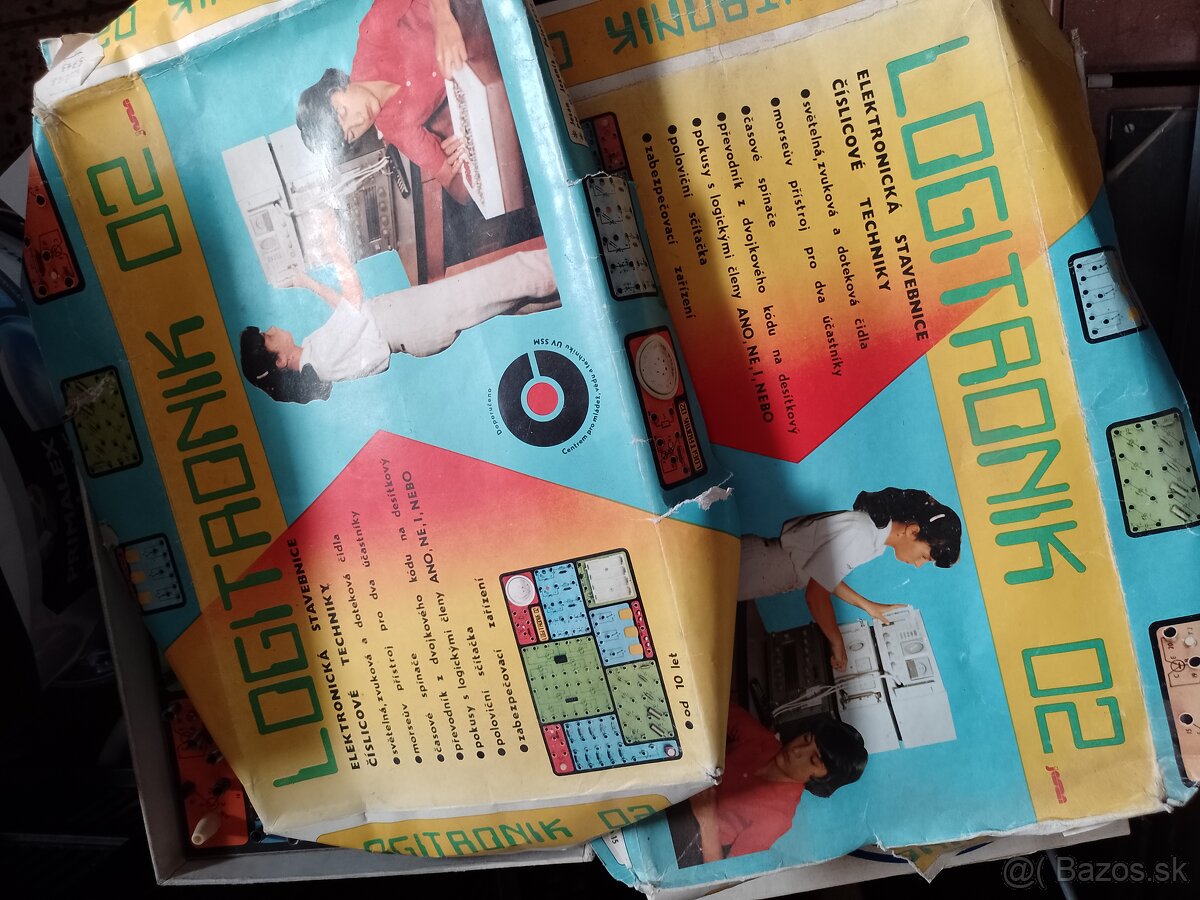 LOGITRONIK 02
ELEKTRONICKÁ STAVEBNICE
ČÍSLICOVÉ TECHNIKY
• světelná, zvuková a doteková čidla
• morseův přístroj pro dva účastníky
• časové spínače
• převodník z dvojkového kódu na desítkový
• pokusy s logickými členy ANO, NE, I, NEBO
• poloviční sčítačka
• zabezpečovací zařízení
• od 10 let
Doporučeno
Centrem pro mládež, vědu a techniku ÚV SSM
OGITRONIK 02
LOGITRONIK 02
ELEKTRONICKÁ STAVEBNICE
ČÍSLICOVÉ TECHNIKY
• světelná, zvuková a doteková čidla
• morseův přístroj pro dva účastníky
• časové spínače
• převodník z dvojkového kódu na desítkový
• pokusy s logickými členy ANO, NE, I, NEBO
• poloviční sčítačka
• zabezpečovací zařízení
02
@( Bazos.sk